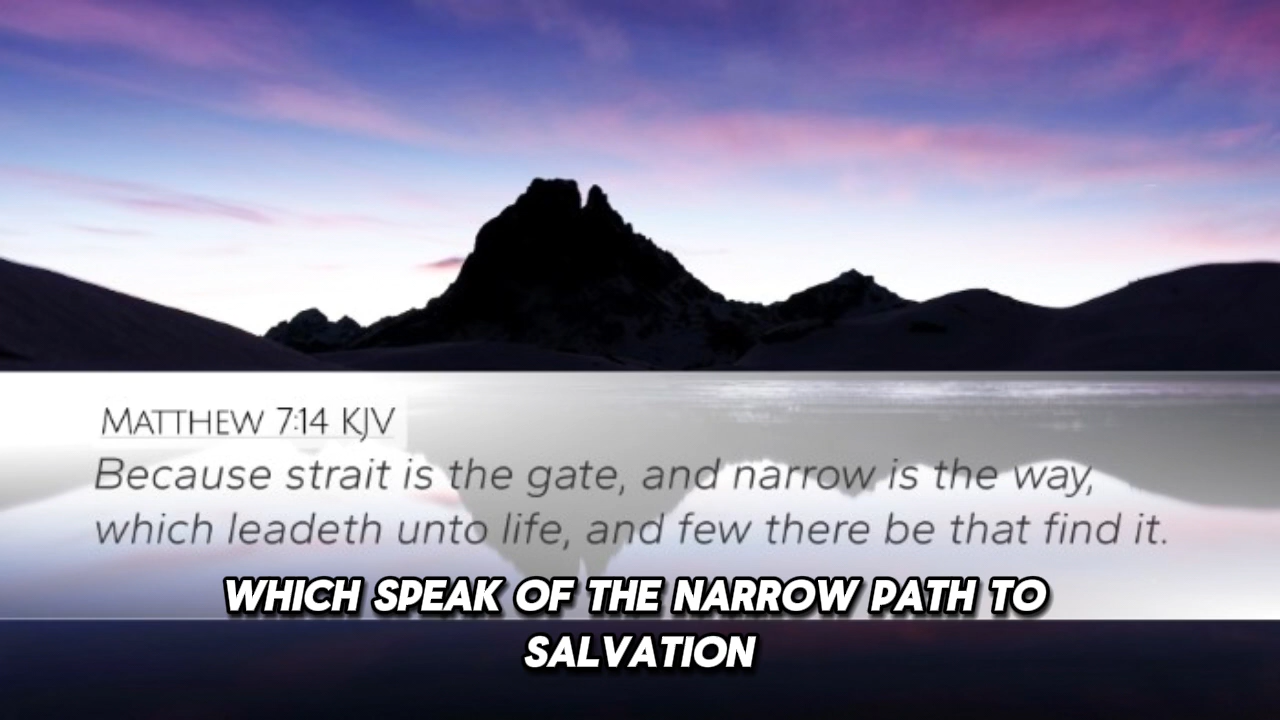 MATTHEW 7:14 KJV
Because strait is the gate, and narrow is the way,
which leadeth unto life, and few there be that find it.
WHICH SPEAK OF THE NARROW PATH TO
SALVATION